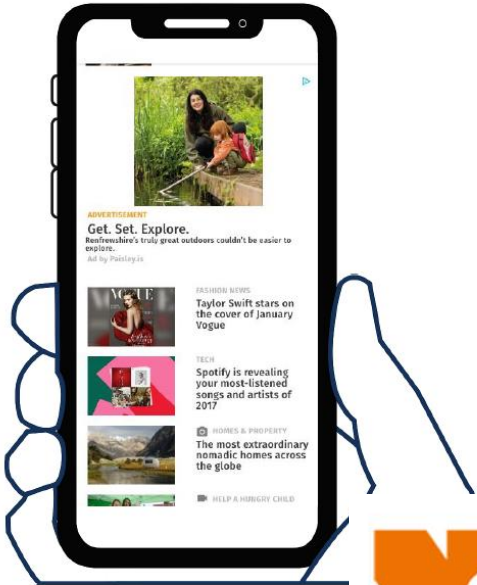 ADVERTISEMENT
Get. Set. Explore.
Renfrewshire's truly great outdoors couldn't be easier to
explore.
Ad by Paisley.is
VOGUE
FASHION NEWS
Taylor Swift stars on
the cover of January
Vogue
TECH
Spotify is revealing
your most-listened
songs and artists of
2017
HOMES & PROPERTY
The most extraordinary
nomadic homes across
the globe
HELP A HUNGRY CHILD